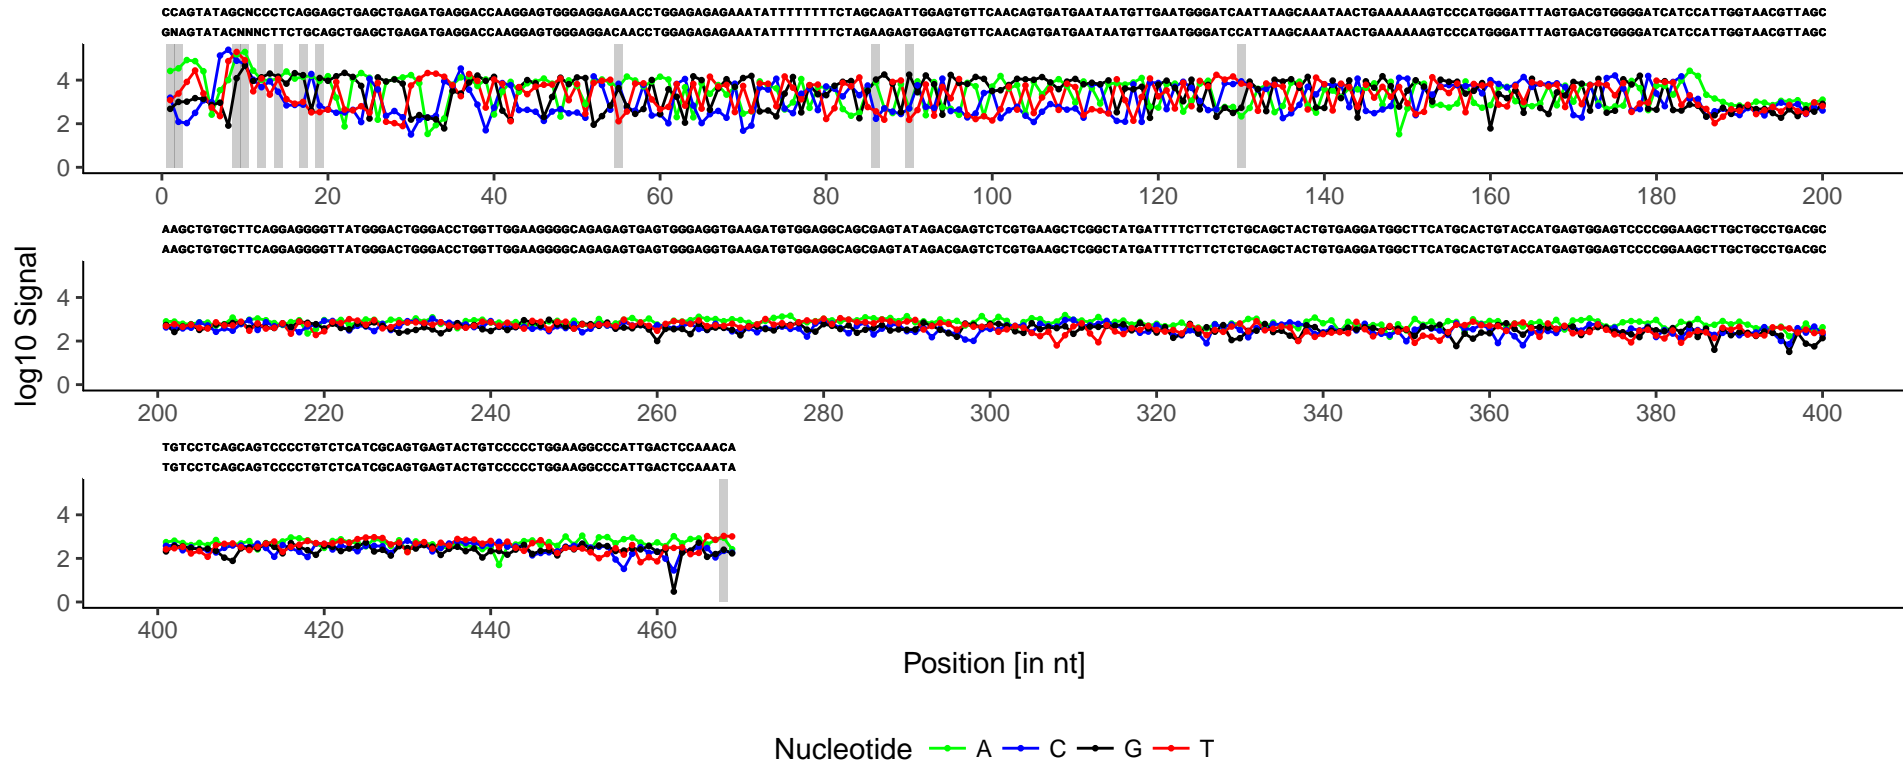 CCAGTATAGCNCCCTCAGGAGCTGAGCTGAGATGAGGACCAAGGAGTGGGAGGAGAACCTGGAGAGAGAAATATTTTTTTTCTAGCAGATTGGAGTGTTCAACAGTGATGAATAATGTTGAATGGGATCAATTAAGCAAATAACTGAAAAAAGTCCCATGGGATTTAGTGACGTGGGGATCATCCATTGGTAACGTTAGC
GNAGTATACNNNCTTCTGCAGCTGAGCTGAGATGAGGACCAAGGAGTGGGAGGACAACCTGGAGAGAGAAATATTTTTTTTCTAGAAGAGTGGAGTGTTCAACAGTGATGAATAATGTTGAATGGGATCCATTAAGCAAATAACTGAAAAAAGTCCCATGGGATTTAGTGACGTGGGGATCATCCATTGGTAACGTTAGC
4
2
0
0 20 40 60 80 100 120 140 160 180 200
AAGCTGTGCTTCAGGAGGGGTTATGGGACTGGGACCTGGTTGGAAGGGGCAGAGAGTGAGTGGGAGGTGAAGATGTGGAGGCAGCGAGTATAGACGAGTCTCGTGAAGCTCGGCTATGATTTTCTTCTCTGCAGCTACTGTGAGGATGGCTTCATGCACTGTACCATGAGTGGAGTCCCCGGAAGCTTGCTGCCTGACGC
AAGCTGTGCTTCAGGAGGGGTTATGGGACTGGGACCTGGTTGGAAGGGGCAGAGAGTGAGTGGGAGGTGAAGATGTGGAGGCAGCGAGTATAGACGAGTCTCGTGAAGCTCGGCTATGATTTTCTTCTCTGCAGCTACTGTGAGGATGGCTTCATGCACTGTACCATGAGTGGAGTCCCCGGAAGCTTGCTGCCTGACGC
log10 Signal
4
2
0
200 220 240 260 280 300 320 340 360 380 400
TGTCCTCAGCAGTCCCCTGTCTCATCGCAGTGAGTACTGTCCCCCTGGAAGGCCCATTGACTCCAAACA
TGTCCTCAGCAGTCCCCTGTCTCATCGCAGTGAGTACTGTCCCCCTGGAAGGCCCATTGACTCCAAATA
4
2
0
400 420 440 460
Position [in nt]
Nucleotide A C G T